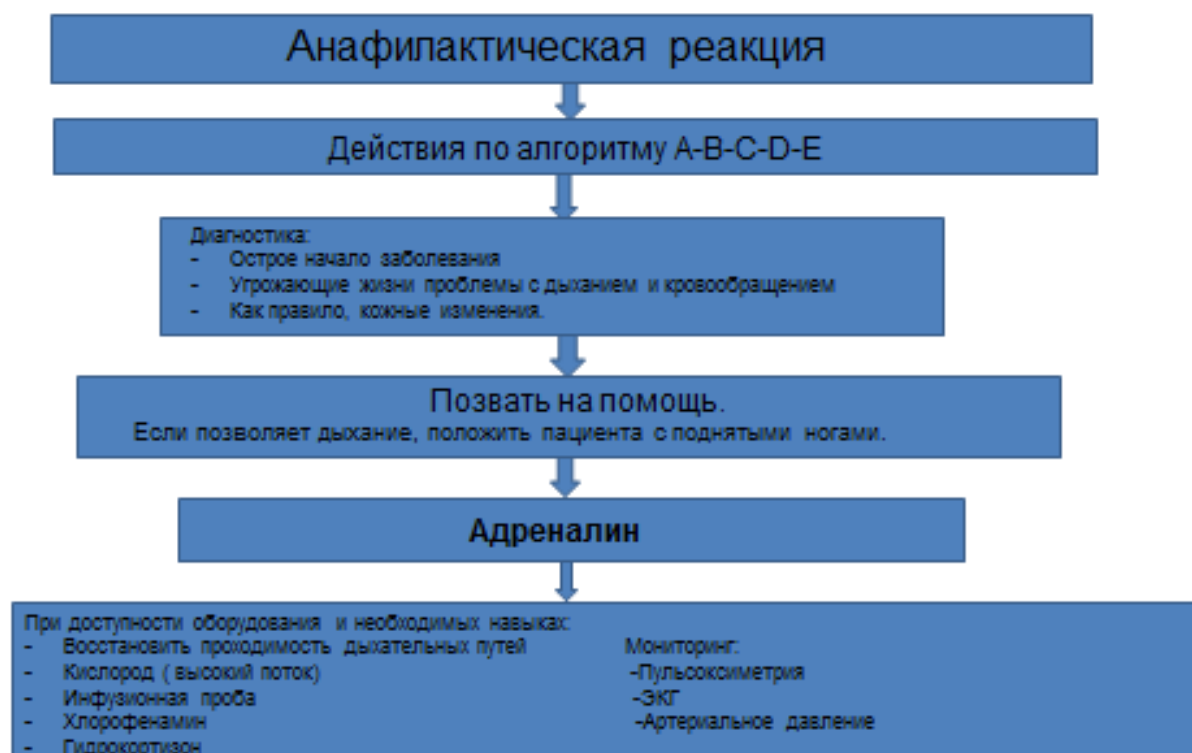 Анафилактическая реакция
Действия по алгоритму A-B-C-D-E
Диагностика:
- Острое начало заболевания
- Угрожающие жизни проблемы с дыханием и кровообращением
- Как правило, кожные изменения.
Позвать на помощь.
Если позволяет дыхание, положить пациента с поднятыми ногами.
Адреналин
При доступности оборудования и необходимых навыках:
- Восстановить проходимость дыхательных путей
- Кислород ( высокий поток)
- Инфузионная проба
- Хлорофенамин
- Гидрокортизон
Мониторинг:
-Пульсоксиметрия
-ЭКГ
-Артериальное давление